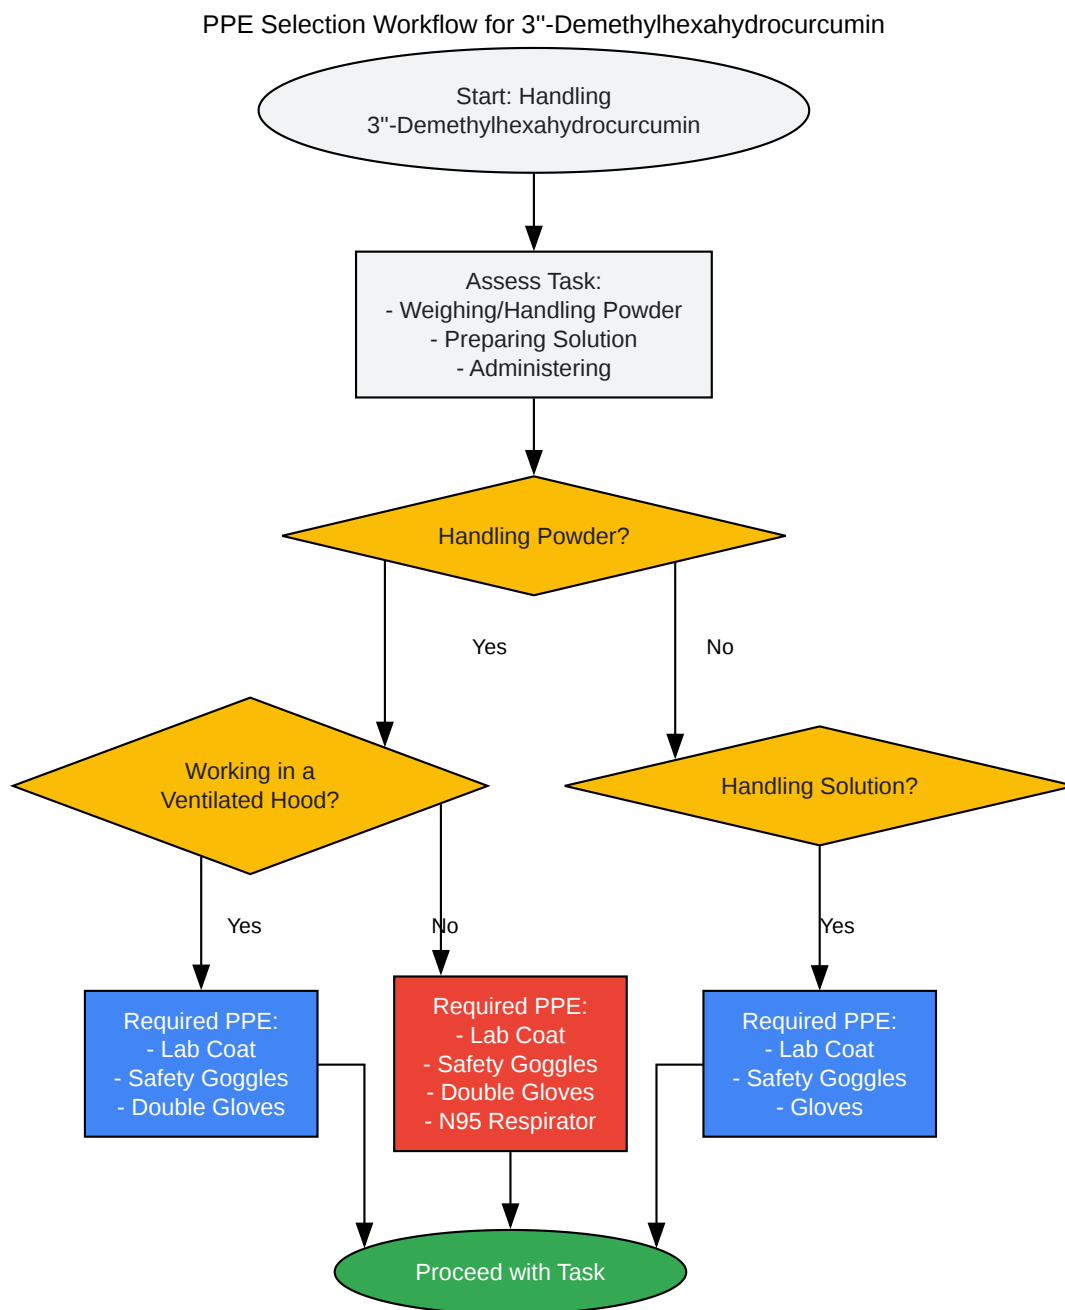 PPE Selection Workflow for 3''-Demethylhexahydrocurcumin
Start: Handling
3''-Demethylhexahydrocurcumin
Assess Task:
- Weighing/Handling Powder
- Preparing Solution
- Administering
Handling Powder?
Yes
No
Working in a
Ventilated Hood?
Handling Solution?
Yes
No
Yes
Required PPE:
- Lab Coat
- Safety Goggles
- Double Gloves
Required PPE:
- Lab Coat
- Safety Goggles
- Double Gloves
- N95 Respirator
Required PPE:
- Lab Coat
- Safety Goggles
- Gloves
Proceed with Task